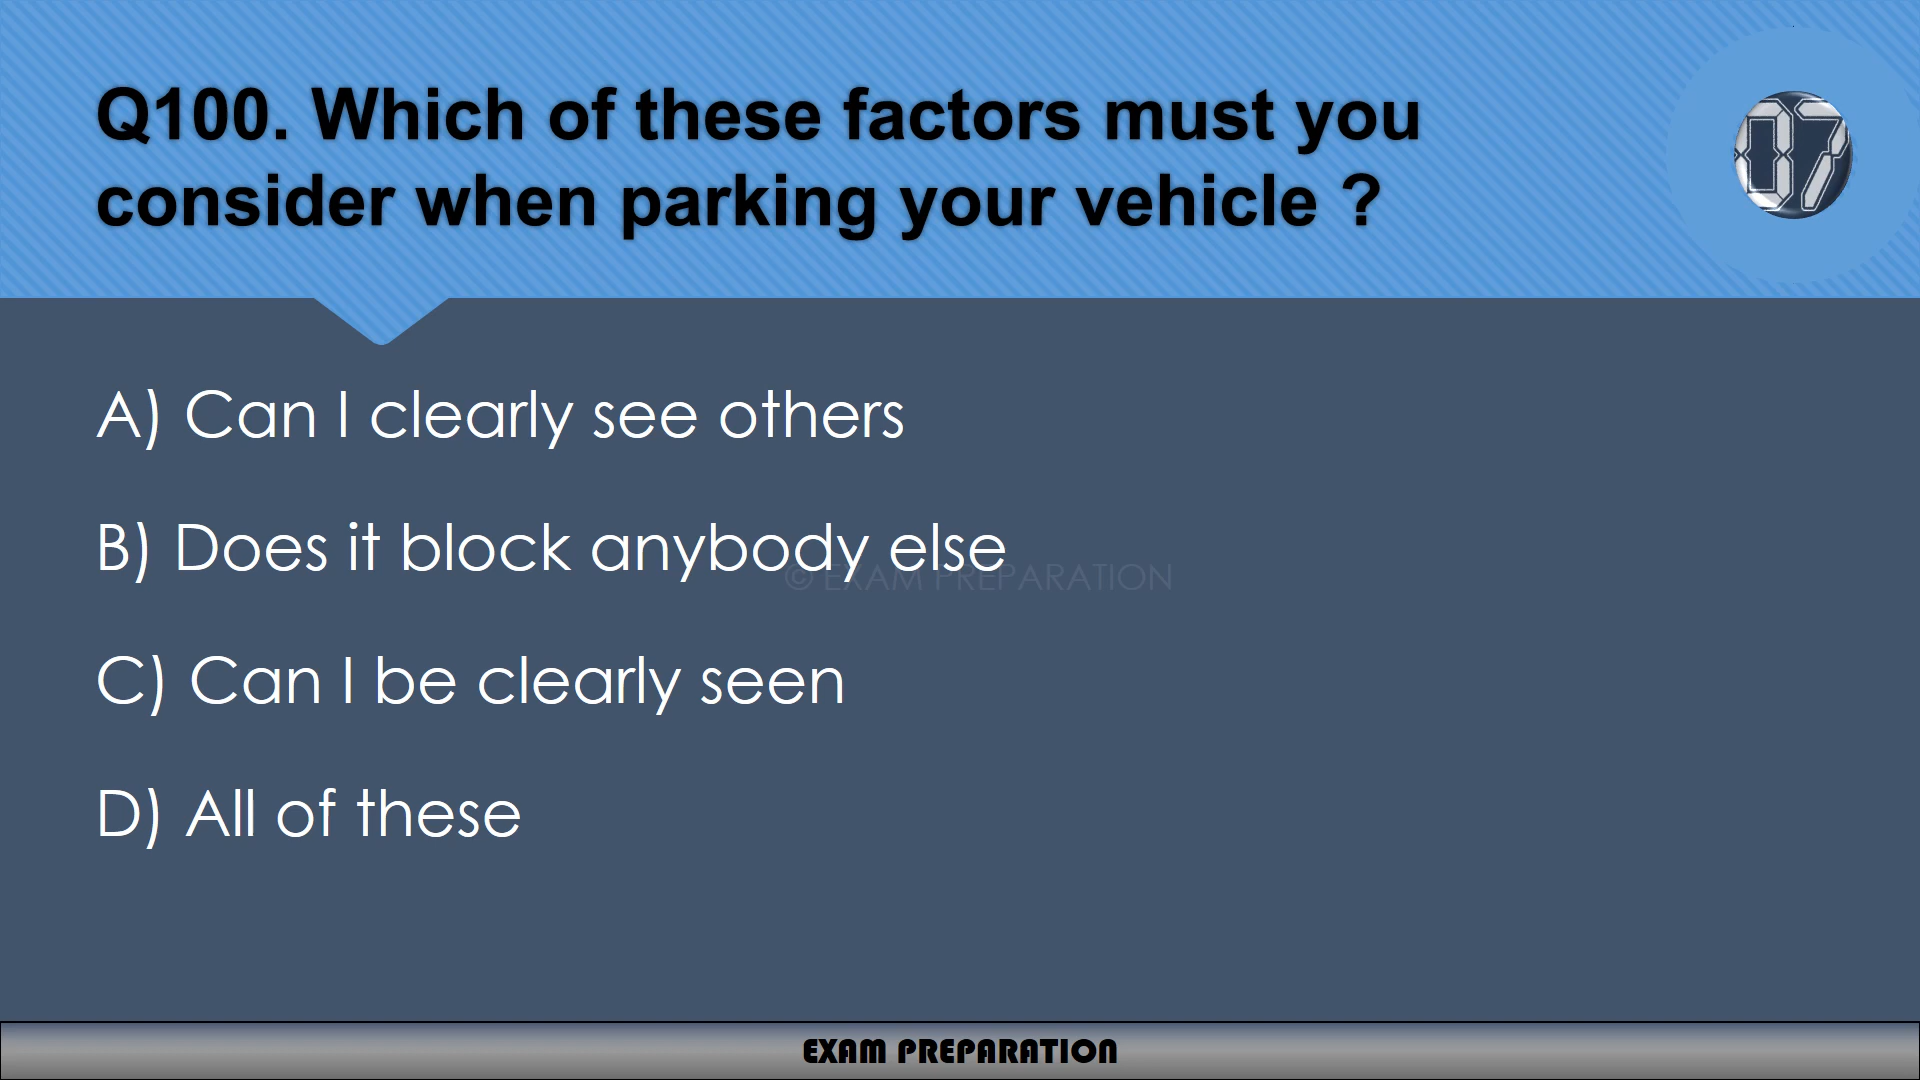 Q100. Which of these factors must you
consider when parking your vehicle ?
07
A) Can I clearly see others
B) Does it block anybody else
© EXAM PREPARATION
C) Can I be clearly seen
D) All of these
EXAM PREPARATION